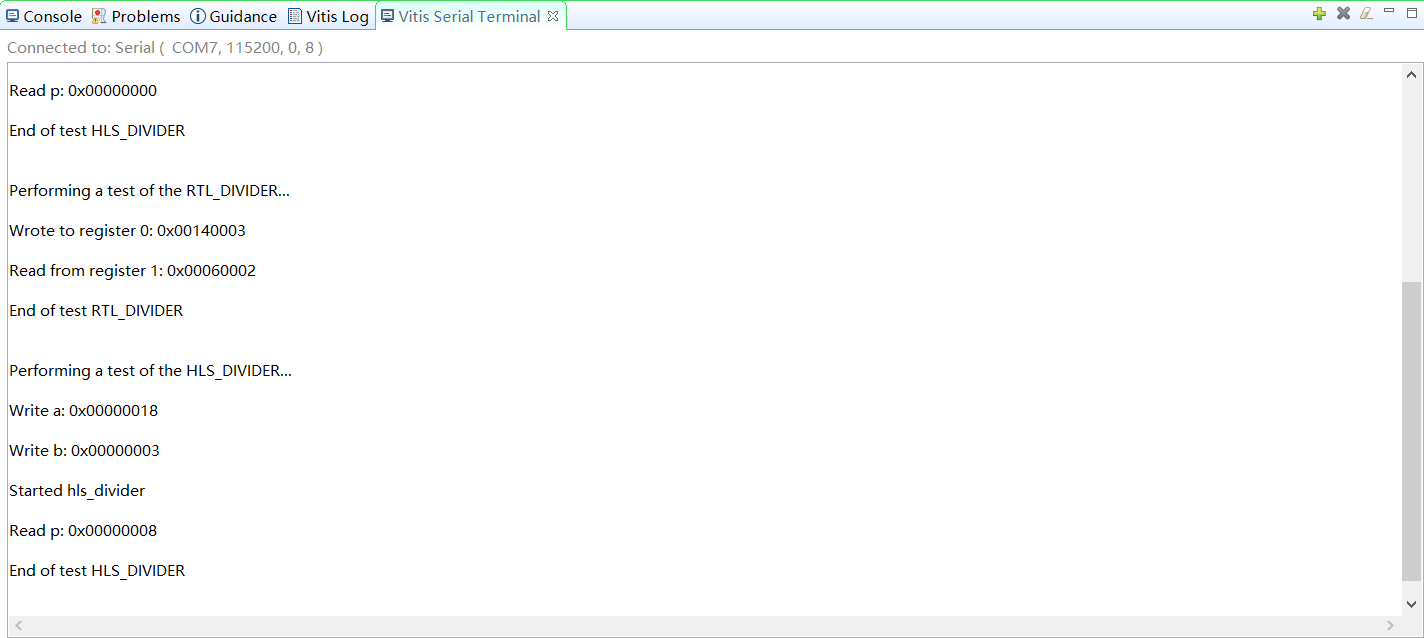 Console Problems Guidance Vitis Log Vitis Serial Terminal
Connected to: Serial ( COM7, 115200, 0, 8 )
Read p: 0x00000000
End of test HLS_DIVIDER
Performing a test of the RTL_DIVIDER...
Wrote to register 0: 0x00140003
Read from register 1: 0x00060002
End of test RTL_DIVIDER
Performing a test of the HLS_DIVIDER...
Write a: 0x00000018
Write b: 0x00000003
Started hls_divider
Read p: 0x00000008
End of test HLS_DIVIDER